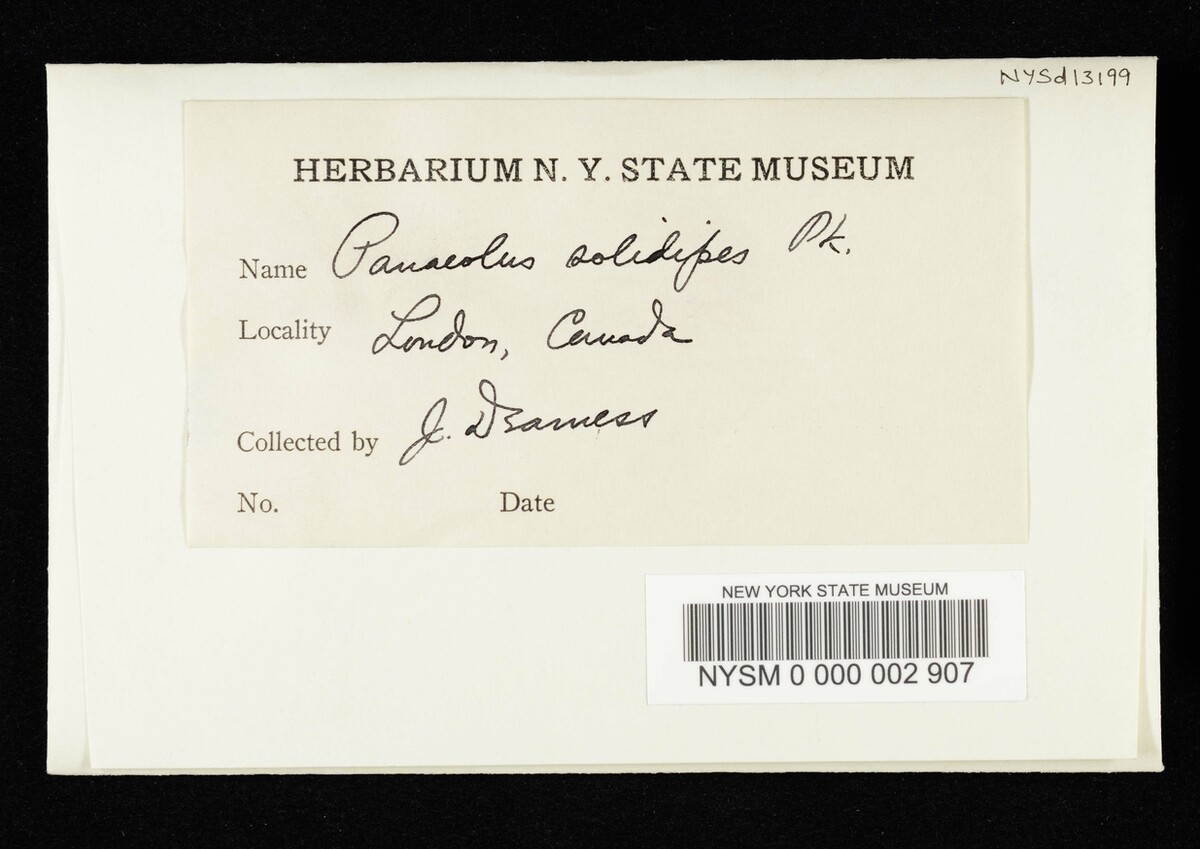 NYSd13199
HERBARIUM N. Y. STATE MUSEUM
Name Panaeolus solidipes Pk.
Locality London, Canada
Collected by J. Dearness
No. Date
NEW YORK STATE MUSEUM
NYSM 0 000 002 907